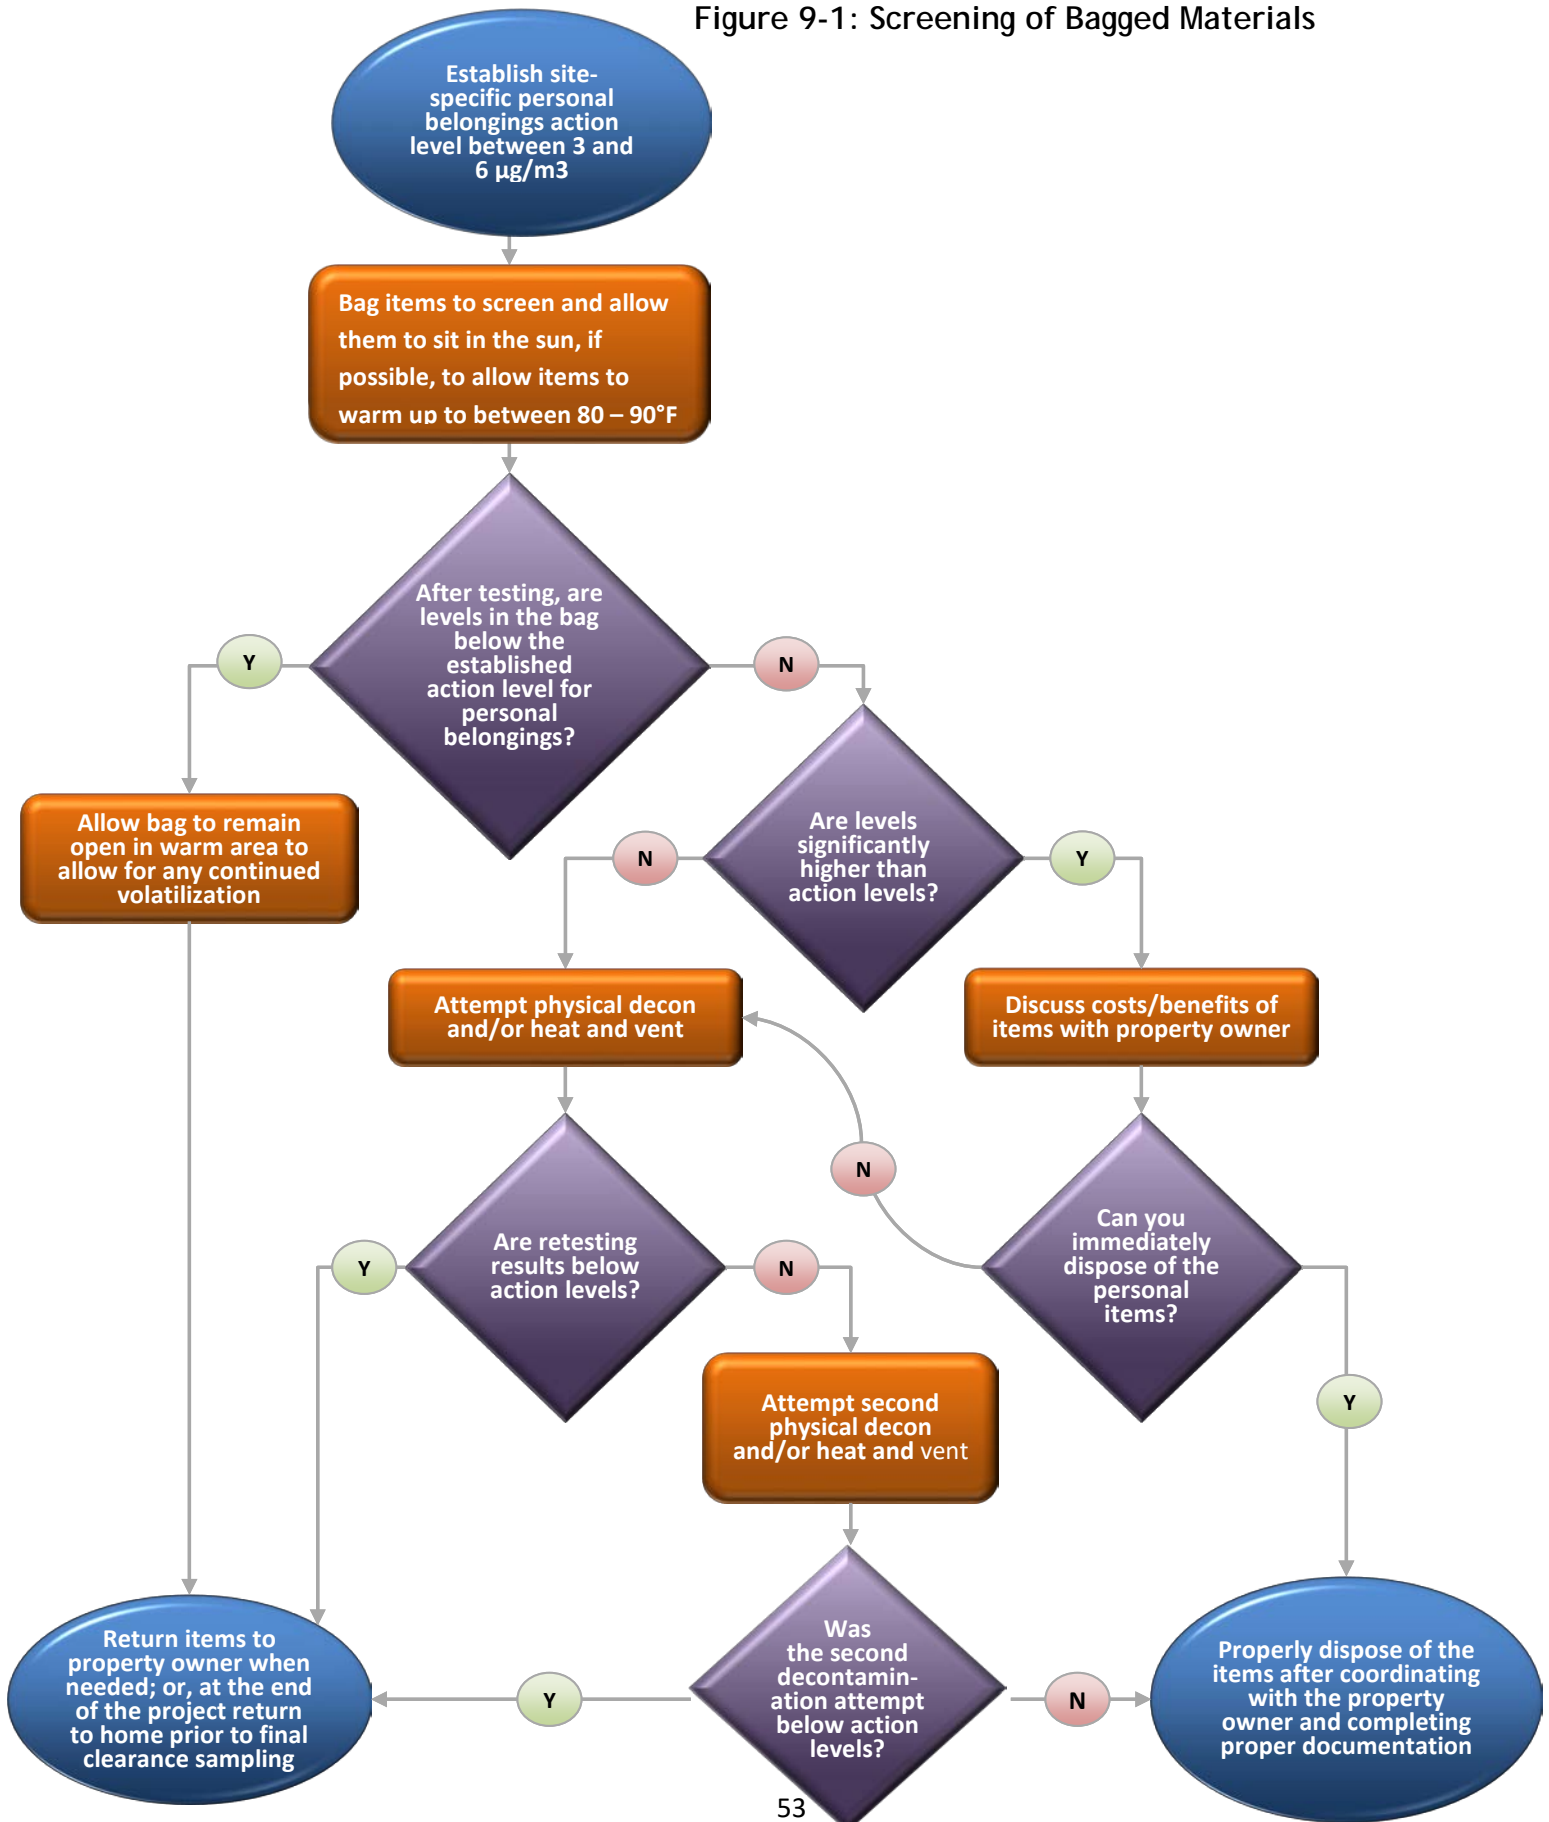 Figure 9-1: Screening of Bagged Materials
Establish site-
specific personal
belongings action
level between 3 and
6 µg/m3
Bag items to screen and allow
them to sit in the sun, if
possible, to allow items to
warm up to between 80 – 90°F
After testing, are
levels in the bag
below the
established
action level for
personal
belongings?
Y
N
Allow bag to remain
open in warm area to
allow for any continued
volatilization
Are levels
significantly
higher than
action levels?
N
Y
Attempt physical decon
and/or heat and vent
Discuss costs/benefits of
items with property owner
N
Can you
immediately
dispose of the
personal
items?
Are retesting
results below
action levels?
Y
N
Y
Attempt second
physical decon
and/or heat and vent
Was
the second
decontamin-
ation attempt
below action
levels?
Y
N
Return items to
property owner when
needed; or, at the end
of the project return
to home prior to final
clearance sampling
Properly dispose of the
items after coordinating
with the property
owner and completing
proper documentation
53